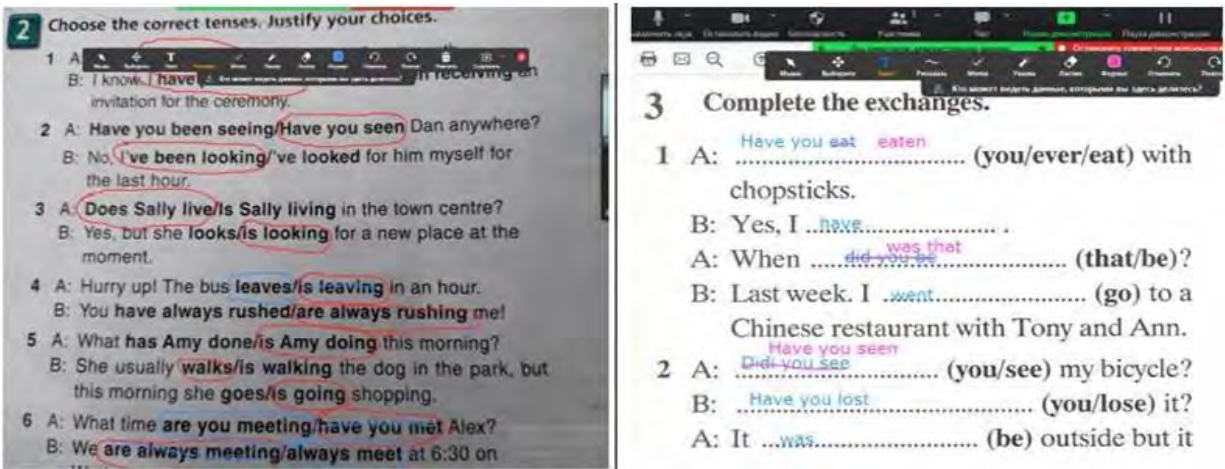 2 Choose the correct tenses. Justify your choices.
1 A
B: I know. I have receiving an
invitation for the ceremony.
2 A: Have you been seeing/Have you seen Dan anywhere?
B: No, I've been looking/'ve looked for him myself for
the last hour.
3 A: Does Sally live/Is Sally living in the town centre?
B: Yes, but she looks/is looking for a new place at the
moment.
4 A: Hurry up! The bus leaves/is leaving in an hour.
B: You have always rushed/are always rushing me!
5 A: What has Amy done/is Amy doing this morning?
B: She usually walks/is walking the dog in the park, but
this morning she goes/is going shopping.
6 A: What time are you meeting/have you met Alex?
B: We are always meeting/always meet at 6:30 on
3 Complete the exchanges.
Have you eat eaten
1 A: .................................. (you/ever/eat) with
chopsticks.
B: Yes, I ..have.................... .
was that
A: When .....did you be................ (that/be)?
B: Last week. I .went...................... (go) to a
Chinese restaurant with Tony and Ann.
Have you seen
2 A: Didi you see............. (you/see) my bicycle?
B: ..Have you lost........................ (you/lose) it?
A: It ...was........................ (be) outside but it